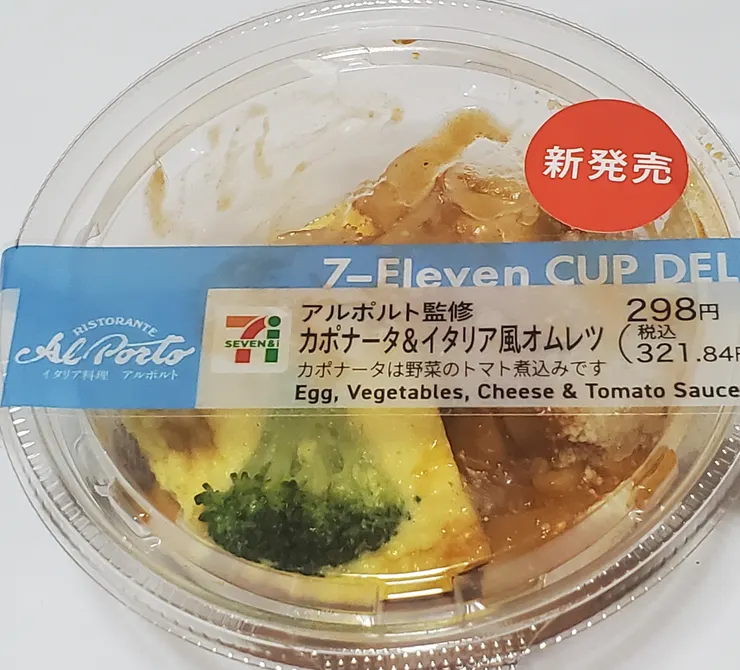 新発売
7-Eleven CUP DEL
RISTORANTE
Al Porto
イタリア料理 アルポルト
SEVEN&i
アルポルト監修
カポナータ&イタリア風オムレツ
カポナータは野菜のトマト煮込みです
Egg, Vegetables, Cheese & Tomato Sauce
298円
(税込
321.84円